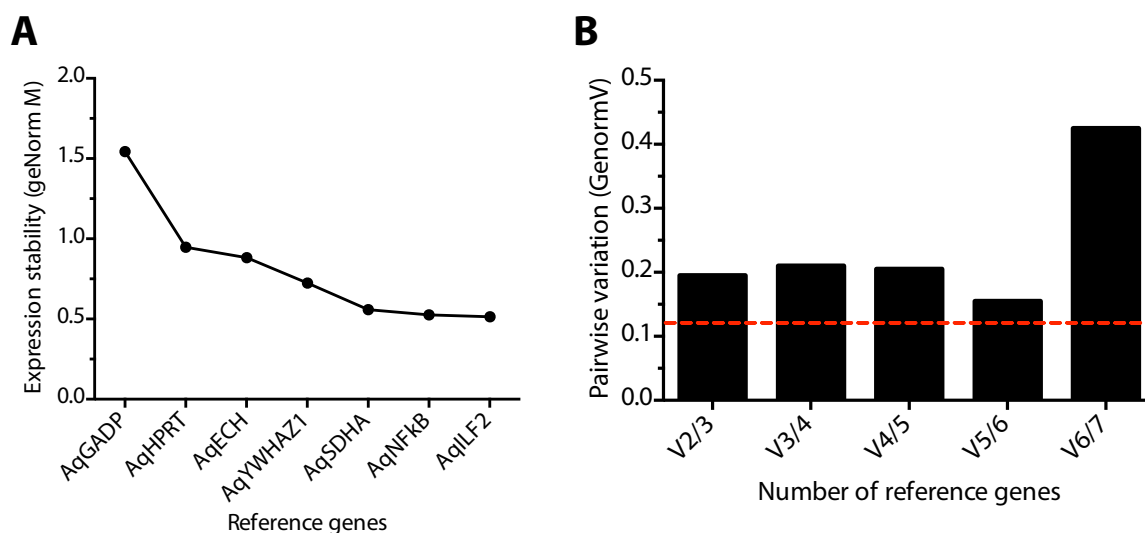 A
Expression stability (geNorm M)
2.0
1.5
1.0
0.5
0.0
AqGADP
AqHPRT
AqECH
AqYWHAZ1
AqSDHA
AqNFkB
AqILF2
Reference genes
B
Pairwise variation (GenormV)
0.5
0.4
0.3
0.2
0.1
0.0
V2/3
V3/4
V4/5
V5/6
V6/7
Number of reference genes